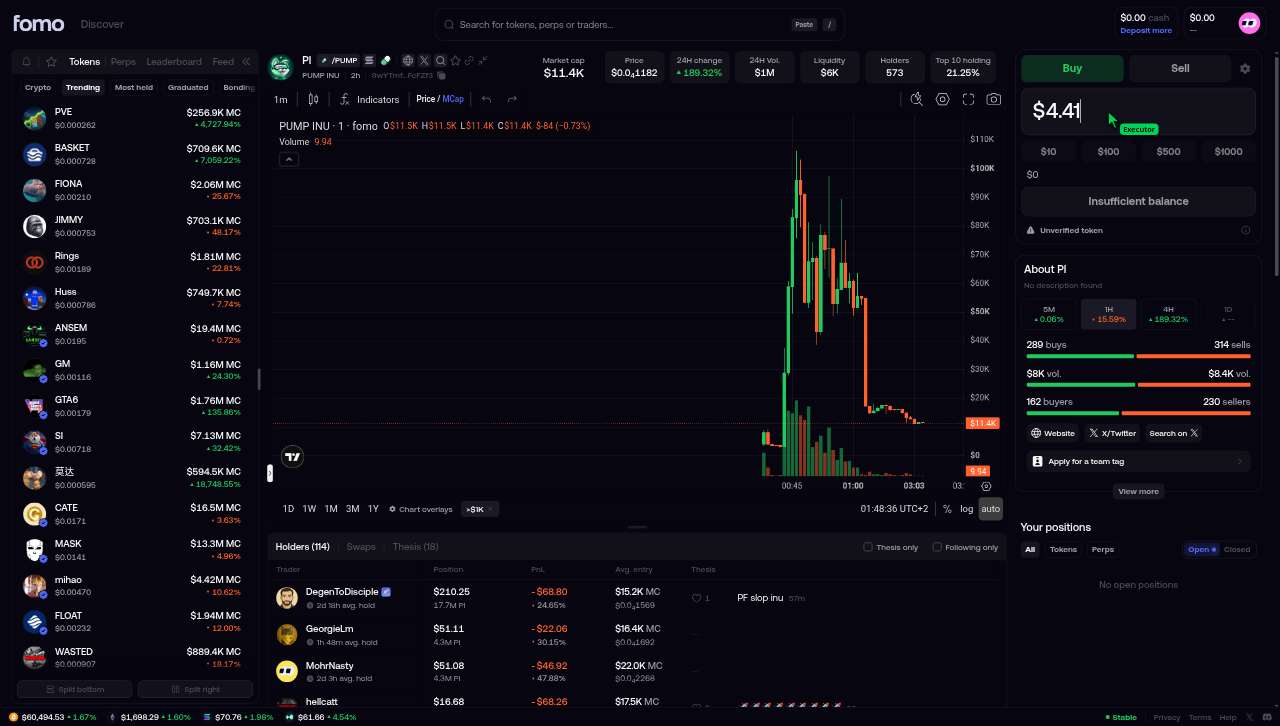 fomo Discover
Search for tokens, perps or traders... Paste /
$0.00 cash
Deposit more
$0.00
Tokens Perps Leaderboard Feed
Crypto Trending Most held Graduated Bonding
PVE $256.9K MC
$0.000262 4,727.94%
BASKET $709.6K MC
$0.000728 7,059.22%
FIONA $2.06M MC
$0.00210 25.67%
JIMMY $703.1K MC
$0.000753 48.17%
Rings $1.81M MC
$0.00189 22.81%
Huss $749.7K MC
$0.000786 7.74%
ANSEM $19.4M MC
$0.0195 0.72%
GM $1.16M MC
$0.00116 24.30%
GTA6 $1.76M MC
$0.00179 135.86%
SI $7.13M MC
$0.00718 32.42%
莫达 $594.5K MC
$0.000595 18,748.55%
CATE $16.5M MC
$0.0171 3.63%
MASK $13.3M MC
$0.0141 4.96%
mihao $4.42M MC
$0.00470 10.62%
FLOAT $1.94M MC
$0.00232 12.00%
WASTED $889.4K MC
$0.000907 18.17%
Split bottom Split right
PI /PUMP
PUMP INU 2h
Market cap
$11.4K
Price
$0.0₄1182
24H change
189.32%
24H Vol.
$1M
Liquidity
$6K
Holders
573
Top 10 holding
21.25%
1m Indicators Price / MCap
PUMP INU · 1 · fomo O$11.5K H$11.5K L$11.4K C$11.4K $-84 (−0.73%)
Volume 9.94
$110K
$100K
$90K
$80K
$70K
$60K
$50K
$40K
$30K
$20K
$11.4K
$0
9.94
00:45 01:00 03:03 03:
1D 1W 1M 3M 1Y Chart overlays >$1K
01:48:36 UTC+2 % log auto
Holders (114) Swaps Thesis (18)
Thesis only Following only
Trader Position PnL Avg. entry Thesis
DegenToDisciple $210.25 -$68.80 $15.2K MC
2d 18h avg. hold 17.7M PI 24.65% $0.0₄1569
1 PF slop inu 57m
GeorgieLm $51.11 -$22.06 $16.4K MC
1h 48m avg. hold 4.3M PI 30.15% $0.0₄1692
MohrNasty $51.08 -$46.92 $22.0K MC
2d 3h avg. hold 4.3M PI 47.88% $0.0₄2268
hellcatt $16.68 -$68.26 $17.5K MC
Buy Sell
$4.41
Executor
$10 $100 $500 $1000
$0
Insufficient balance
Unverified token
About PI
No description found
5M 1H 4H 1D
0.06% 15.59% 189.32% --
289 buys 314 sells
$8K vol. $8.4K vol.
162 buyers 230 sellers
Website X/Twitter Search on X
Apply for a team tag
View more
Your positions
All Tokens Perps Open Closed
No open positions
$60,494.53 1.67% $1,698.29 1.60% $70.76 1.98% $61.66 4.54%
Stable Privacy Terms Help